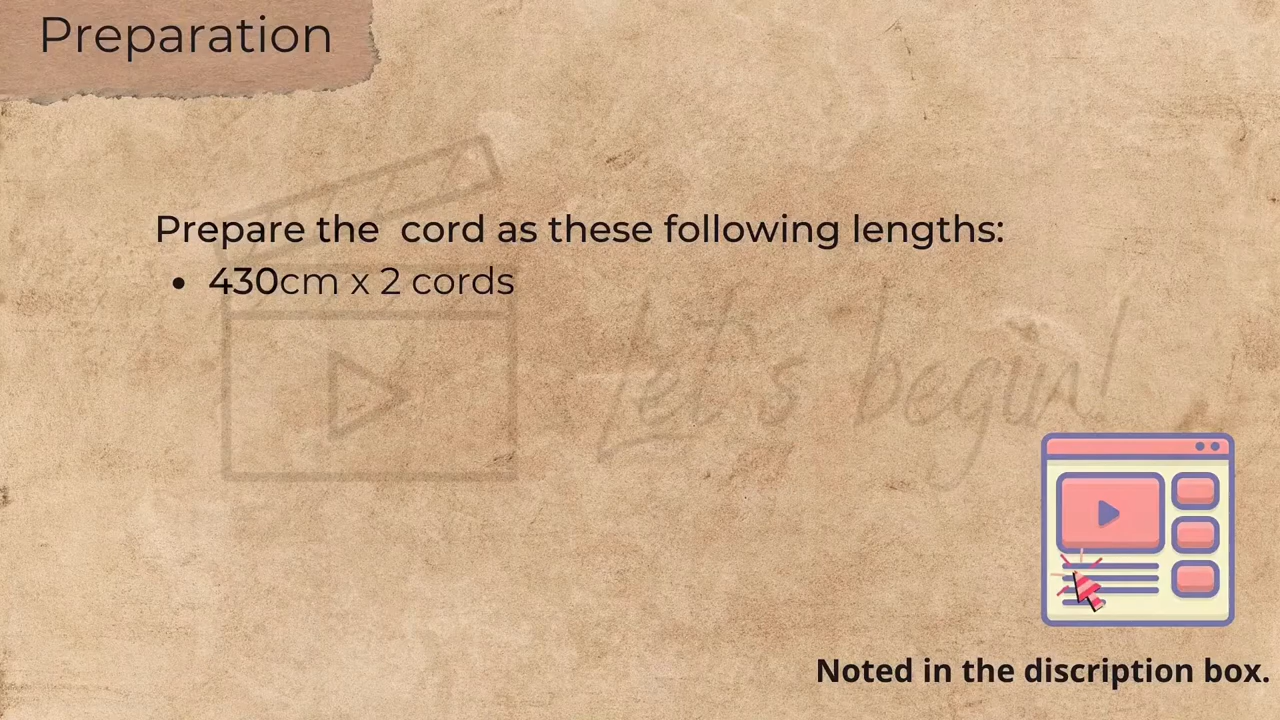 Preparation
Prepare the cord as these following lengths:
• 430cm x 2 cords
Let's begin!
Noted in the discription box.